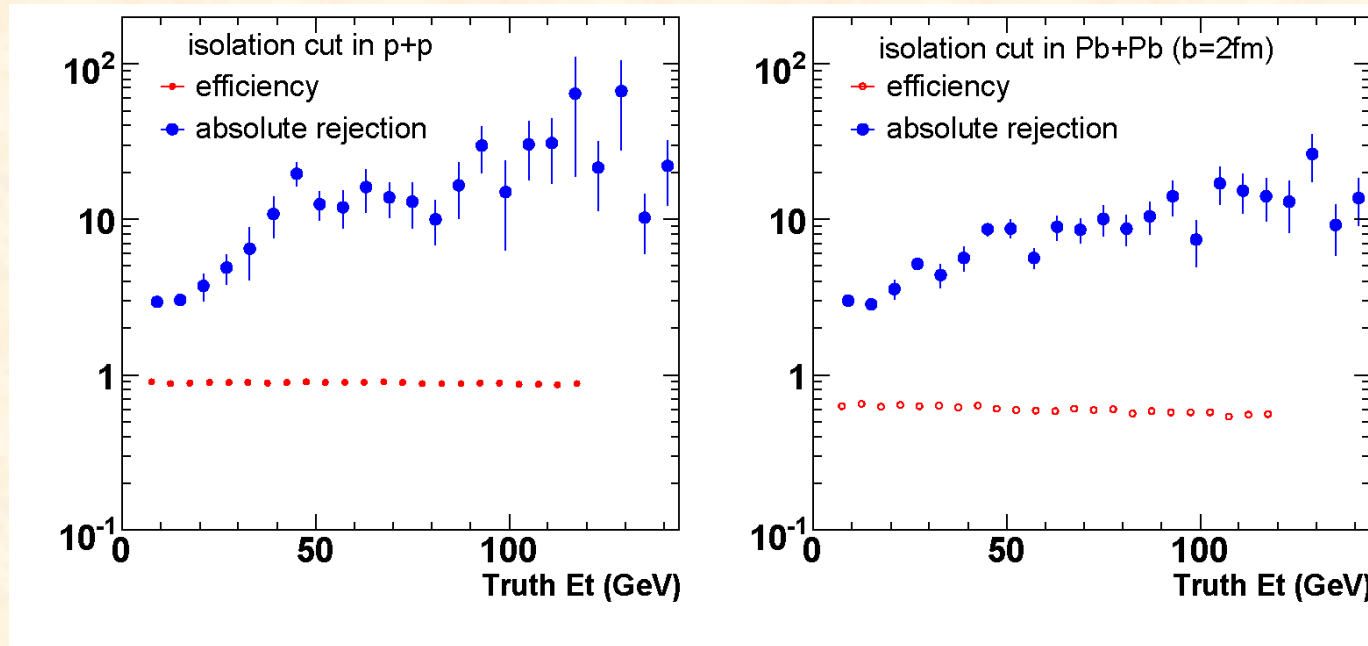 isolation cut in p+p
efficiency
absolute rejection
10²
10
1
10⁻¹
0
50
100
Truth Et (GeV)
isolation cut in Pb+Pb (b=2fm)
efficiency
absolute rejection
10²
10
1
10⁻¹
0
50
100
Truth Et (GeV)